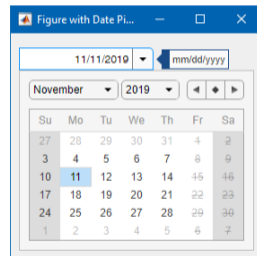 Figure with Date Pi...
11/11/2019 mm/dd/yyyy
November 2019
Su Mo Tu We Th Fr Sa
27 28 29 30 31 1 2
3 4 5 6 7 8 9
10 11 12 13 14 15 16
17 18 19 20 21 22 23
24 25 26 27 28 29 30
1 2 3 4 5 6 7